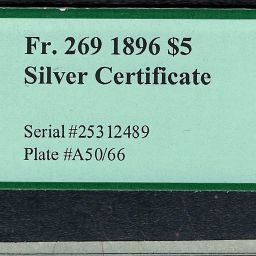 Fr. 269 1896 $5
Silver Certificate
Serial #25312489
Plate #A50/66